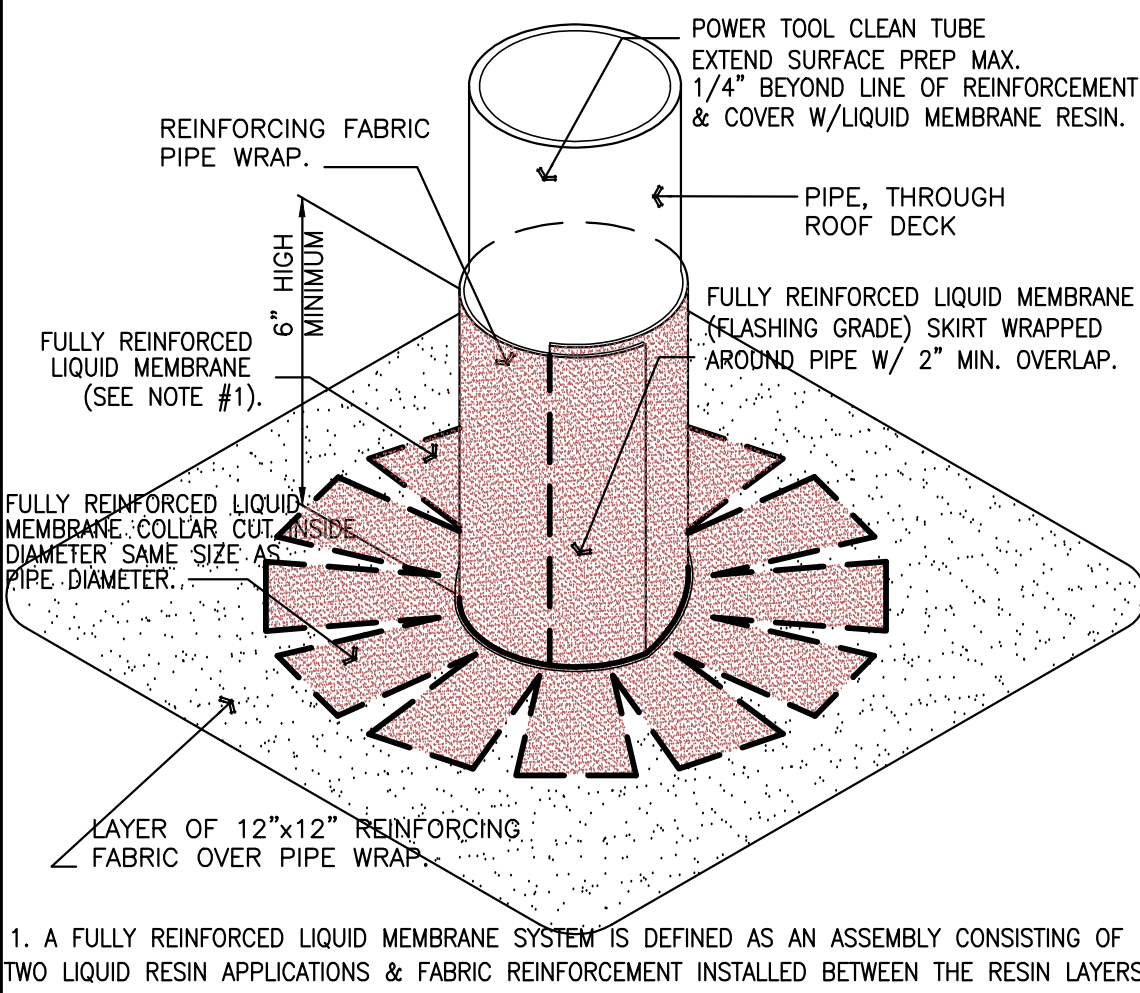 POWER TOOL CLEAN TUBE
EXTEND SURFACE PREP MAX.
1/4" BEYOND LINE OF REINFORCEMENT
& COVER W/LIQUID MEMBRANE RESIN.
REINFORCING FABRIC
PIPE WRAP.
PIPE, THROUGH
ROOF DECK
6" HIGH
MINIMUM
FULLY REINFORCED LIQUID MEMBRANE
(FLASHING GRADE) SKIRT WRAPPED
AROUND PIPE W/ 2" MIN. OVERLAP.
FULLY REINFORCED
LIQUID MEMBRANE
(SEE NOTE #1).
FULLY REINFORCED LIQUID
MEMBRANE COLLAR CUT INSIDE
DIAMETER SAME SIZE AS
PIPE DIAMETER.
LAYER OF 12"x12" REINFORCING
FABRIC OVER PIPE WRAP.
1. A FULLY REINFORCED LIQUID MEMBRANE SYSTEM IS DEFINED AS AN ASSEMBLY CONSISTING OF
TWO LIQUID RESIN APPLICATIONS & FABRIC REINFORCEMENT INSTALLED BETWEEN THE RESIN LAYERS